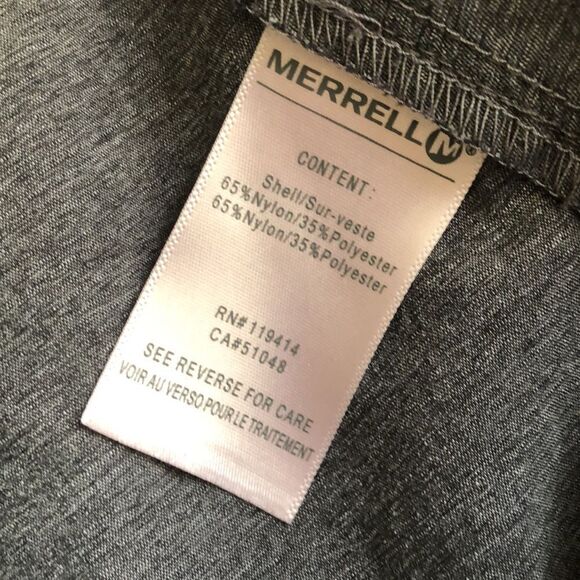 MERRELL M®
CONTENT:
Shell/Sur-veste
65%Nylon/35%Polyester
65%Nylon/35%Polyester
RN# 119414
CA#51048
SEE REVERSE FOR CARE
VOIR AU VERSO POUR LE TRAITEMENT